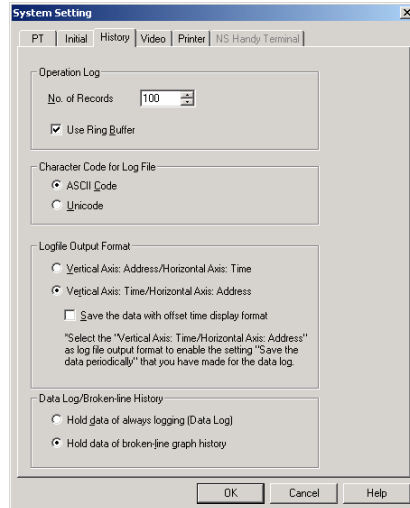 System Setting
PT Initial History Video Printer NS Handy Terminal
Operation Log
No. of Records 100
Use Ring Buffer
Character Code for Log File
ASCII Code
Unicode
Logfile Output Format
Vertical Axis: Address/Horizontal Axis: Time
Vertical Axis: Time/Horizontal Axis: Address
Save the data with offset time display format
"Select the "Vertical Axis: Time/Horizontal Axis: Address"
as log file output format to enable the setting "Save the
data periodically" that you have made for the data log.
Data Log/Broken-line History
Hold data of always logging (Data Log)
Hold data of broken-line graph history
OK Cancel Help